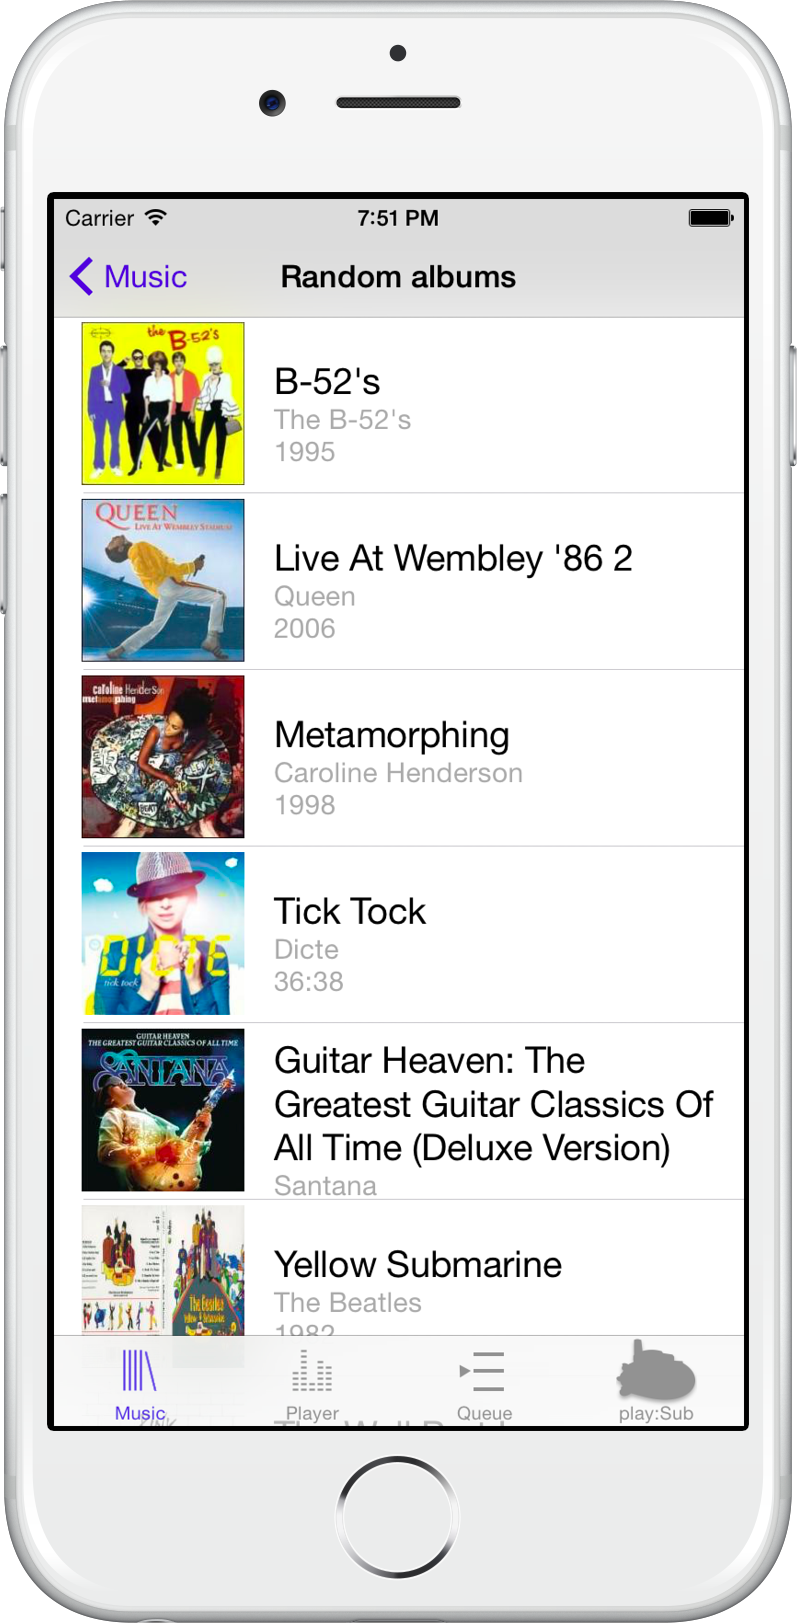 Carrier
7:51 PM
Music
Random albums
the B-52's
B-52's
The B-52's
1995
QUEEN
LIVE AT WEMBLEY STADIUM
Live At Wembley '86 2
Queen
2006
caroline Henderson
metamorphing
Metamorphing
Caroline Henderson
1998
DICTE
tick tock
Tick Tock
Dicte
36:38
GUITAR HEAVEN
THE GREATEST GUITAR CLASSICS OF ALL TIME
SANTANA
Guitar Heaven: The
Greatest Guitar Classics Of
All Time (Deluxe Version)
Santana
The Beatles
Yellow Submarine
Yellow Submarine
The Beatles
1982
Music
Player
Queue
play:Sub